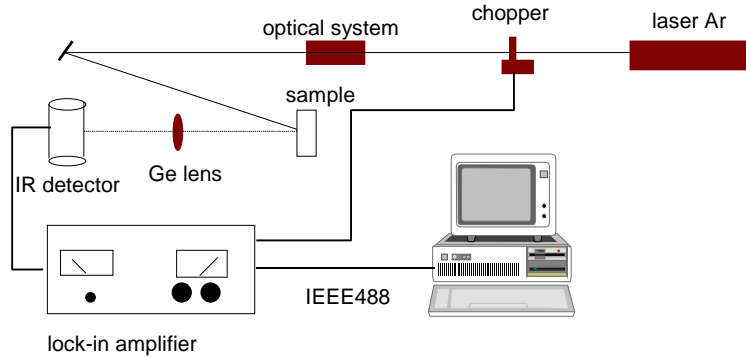 chopper
laser Ar
optical system
sample
IR detector
Ge lens
IEEE488
lock-in amplifier